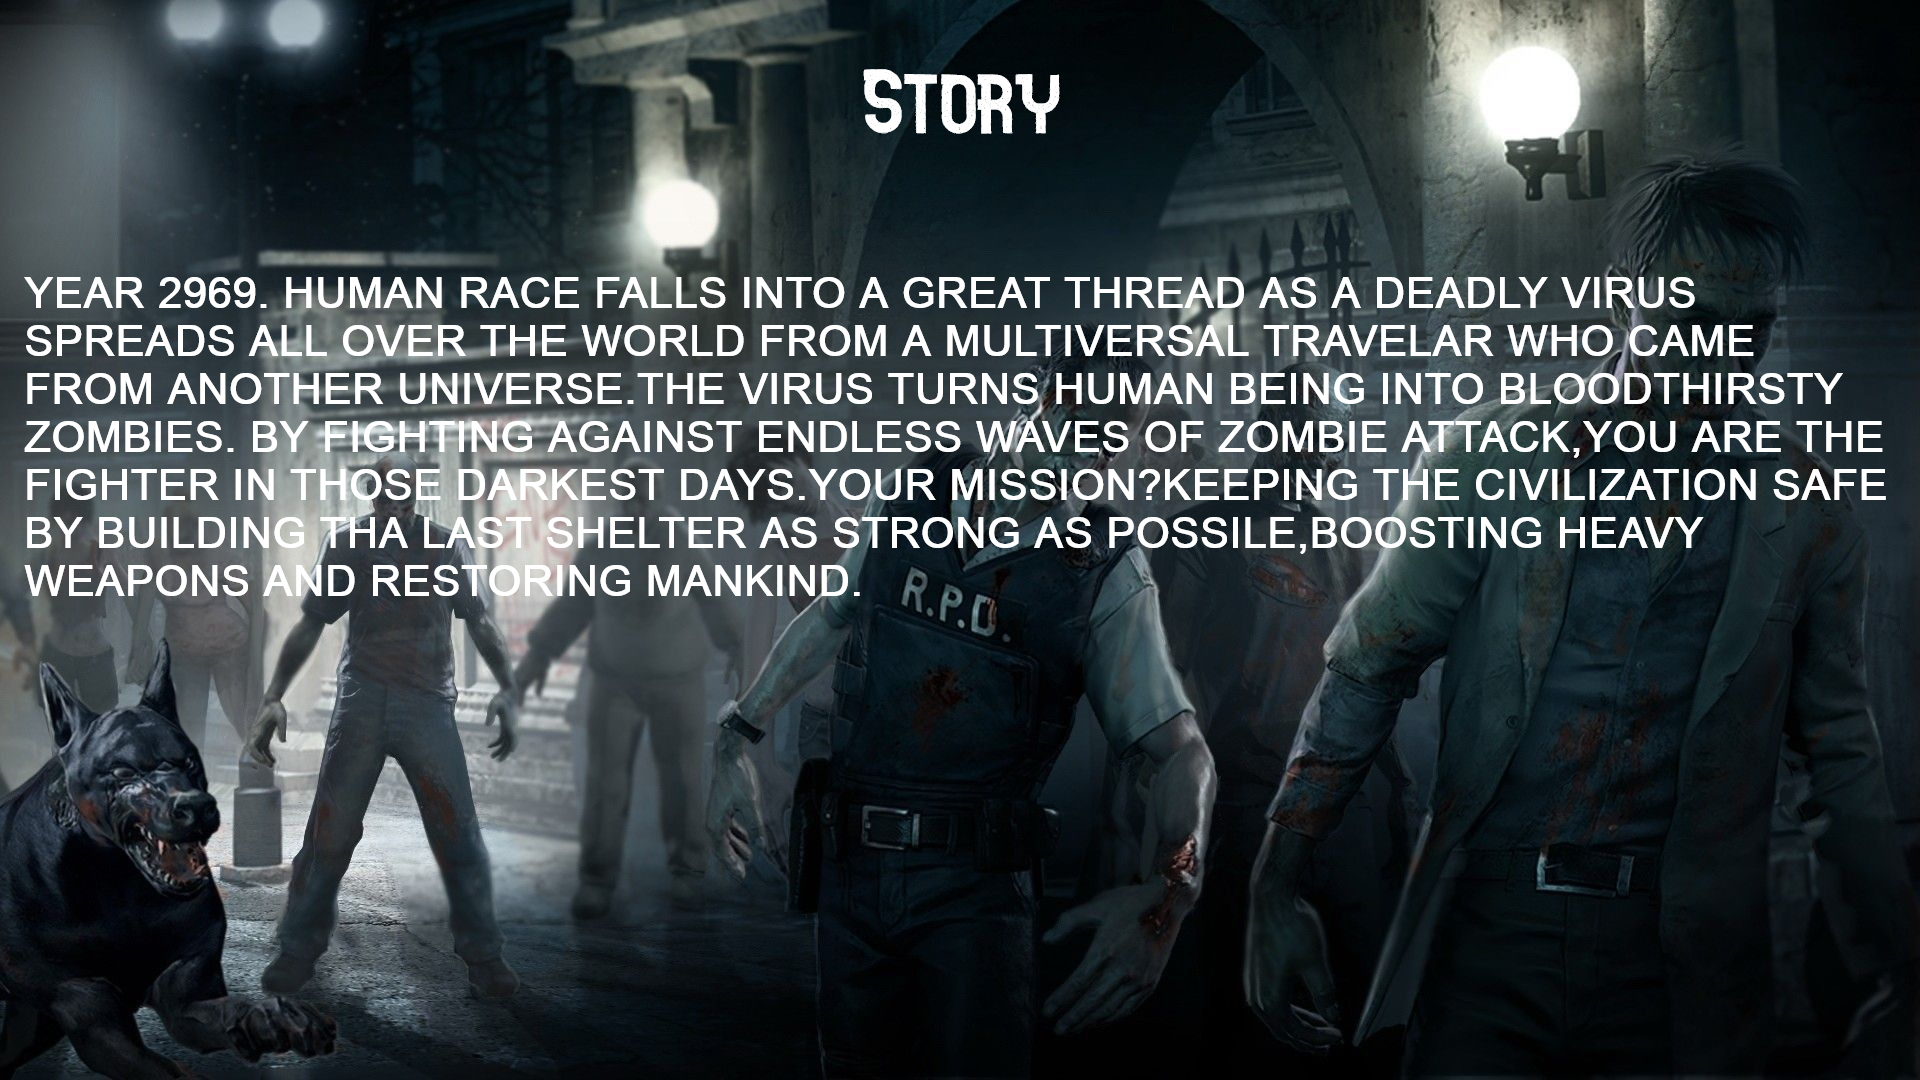 STORY
YEAR 2969. HUMAN RACE FALLS INTO A GREAT THREAD AS A DEADLY VIRUS
SPREADS ALL OVER THE WORLD FROM A MULTIVERSAL TRAVELAR WHO CAME
FROM ANOTHER UNIVERSE.THE VIRUS TURNS HUMAN BEING INTO BLOODTHIRSTY
ZOMBIES. BY FIGHTING AGAINST ENDLESS WAVES OF ZOMBIE ATTACK,YOU ARE THE
FIGHTER IN THOSE DARKEST DAYS.YOUR MISSION?KEEPING THE CIVILIZATION SAFE
BY BUILDING THA LAST SHELTER AS STRONG AS POSSILE,BOOSTING HEAVY
WEAPONS AND RESTORING MANKIND.
R.P.D.